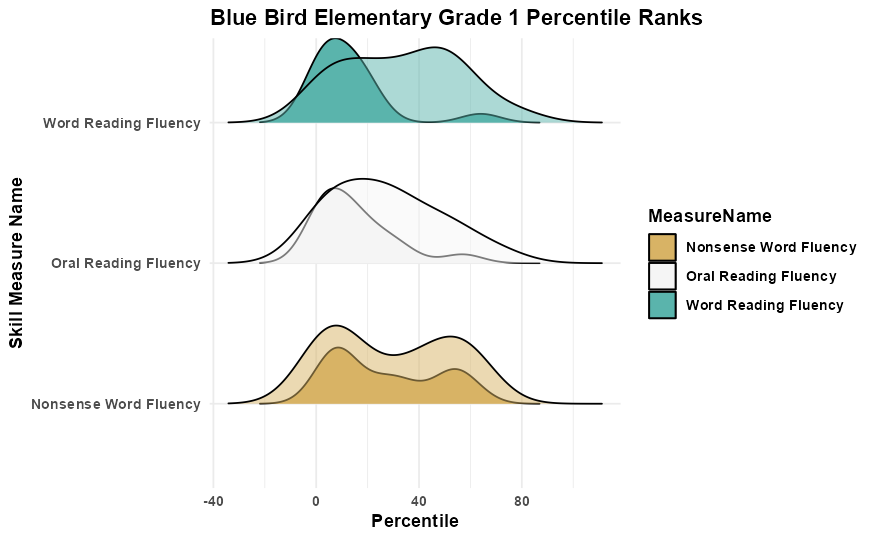 Blue Bird Elementary Grade 1 Percentile Ranks
Skill Measure Name
Word Reading Fluency
Oral Reading Fluency
Nonsense Word Fluency
-40 0 40 80
Percentile
MeasureName
Nonsense Word Fluency
Oral Reading Fluency
Word Reading Fluency